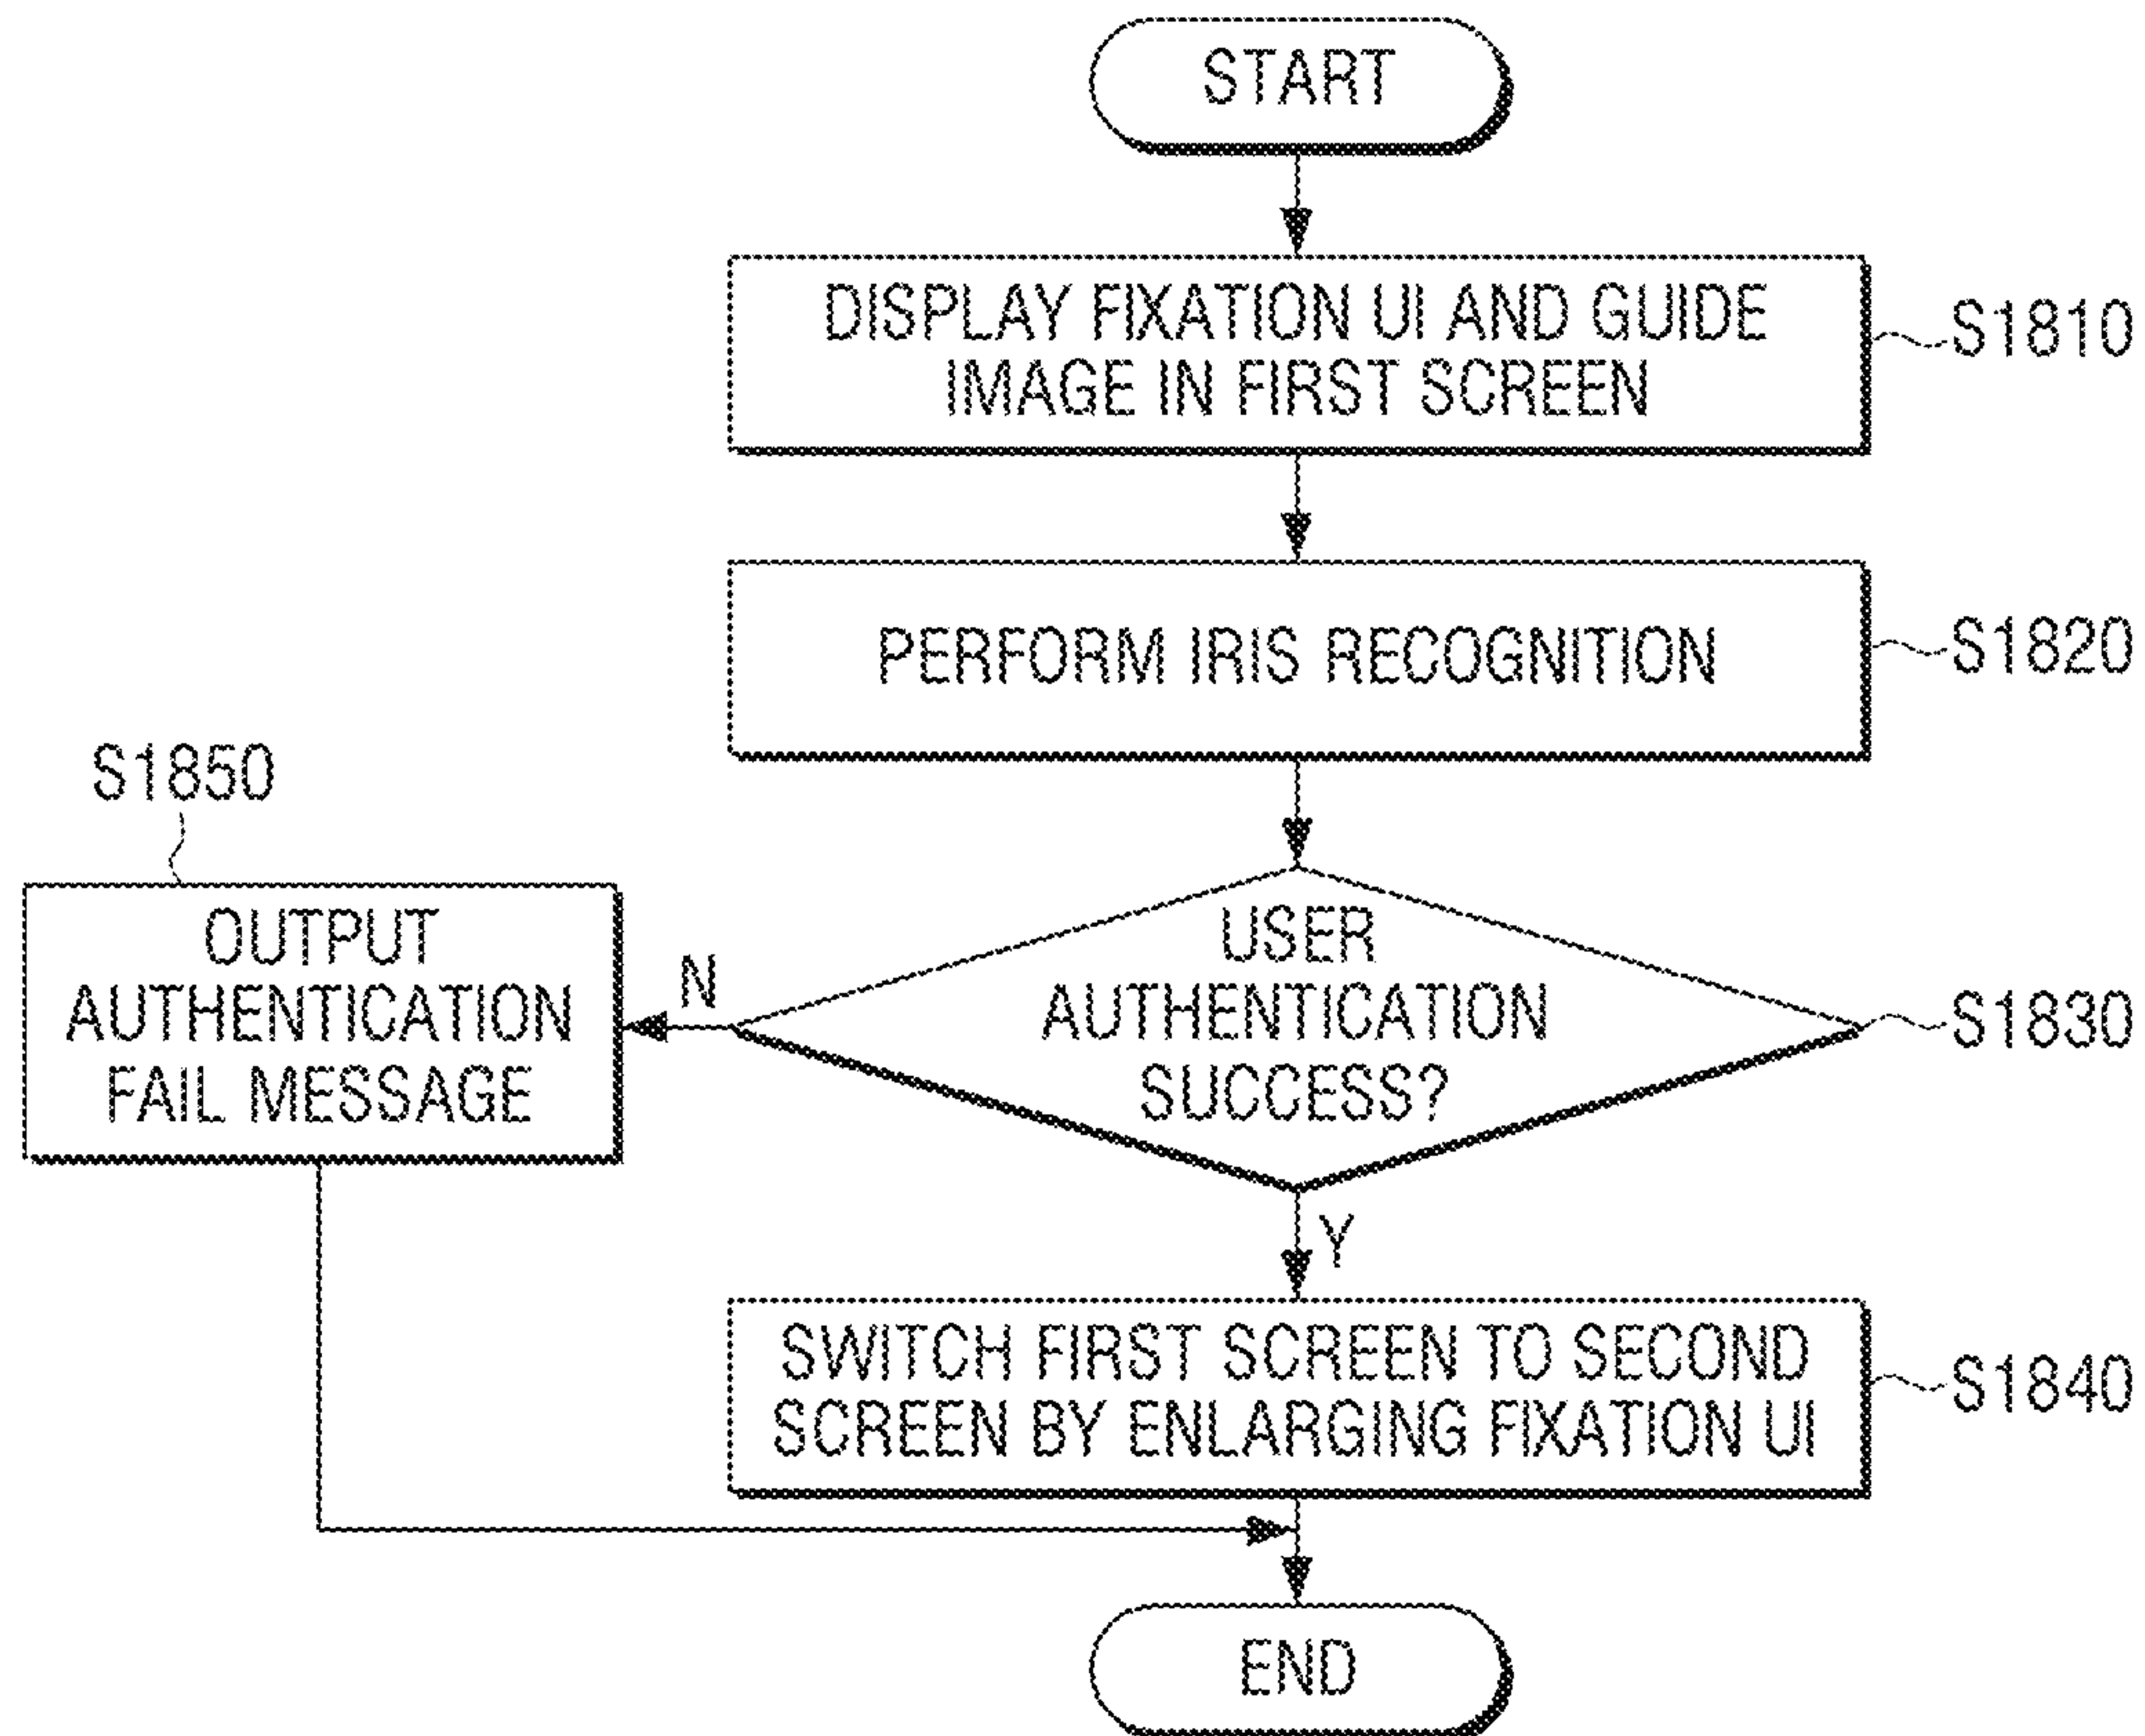 START
DISPLAY FIXATION UI AND GUIDE
IMAGE IN FIRST SCREEN
S1810
PERFORM IRIS RECOGNITION
S1820
S1850
OUTPUT
AUTHENTICATION
FAIL MESSAGE
N
USER
AUTHENTICATION
SUCCESS?
S1830
Y
SWITCH FIRST SCREEN TO SECOND
SCREEN BY ENLARGING FIXATION UI
S1840
END